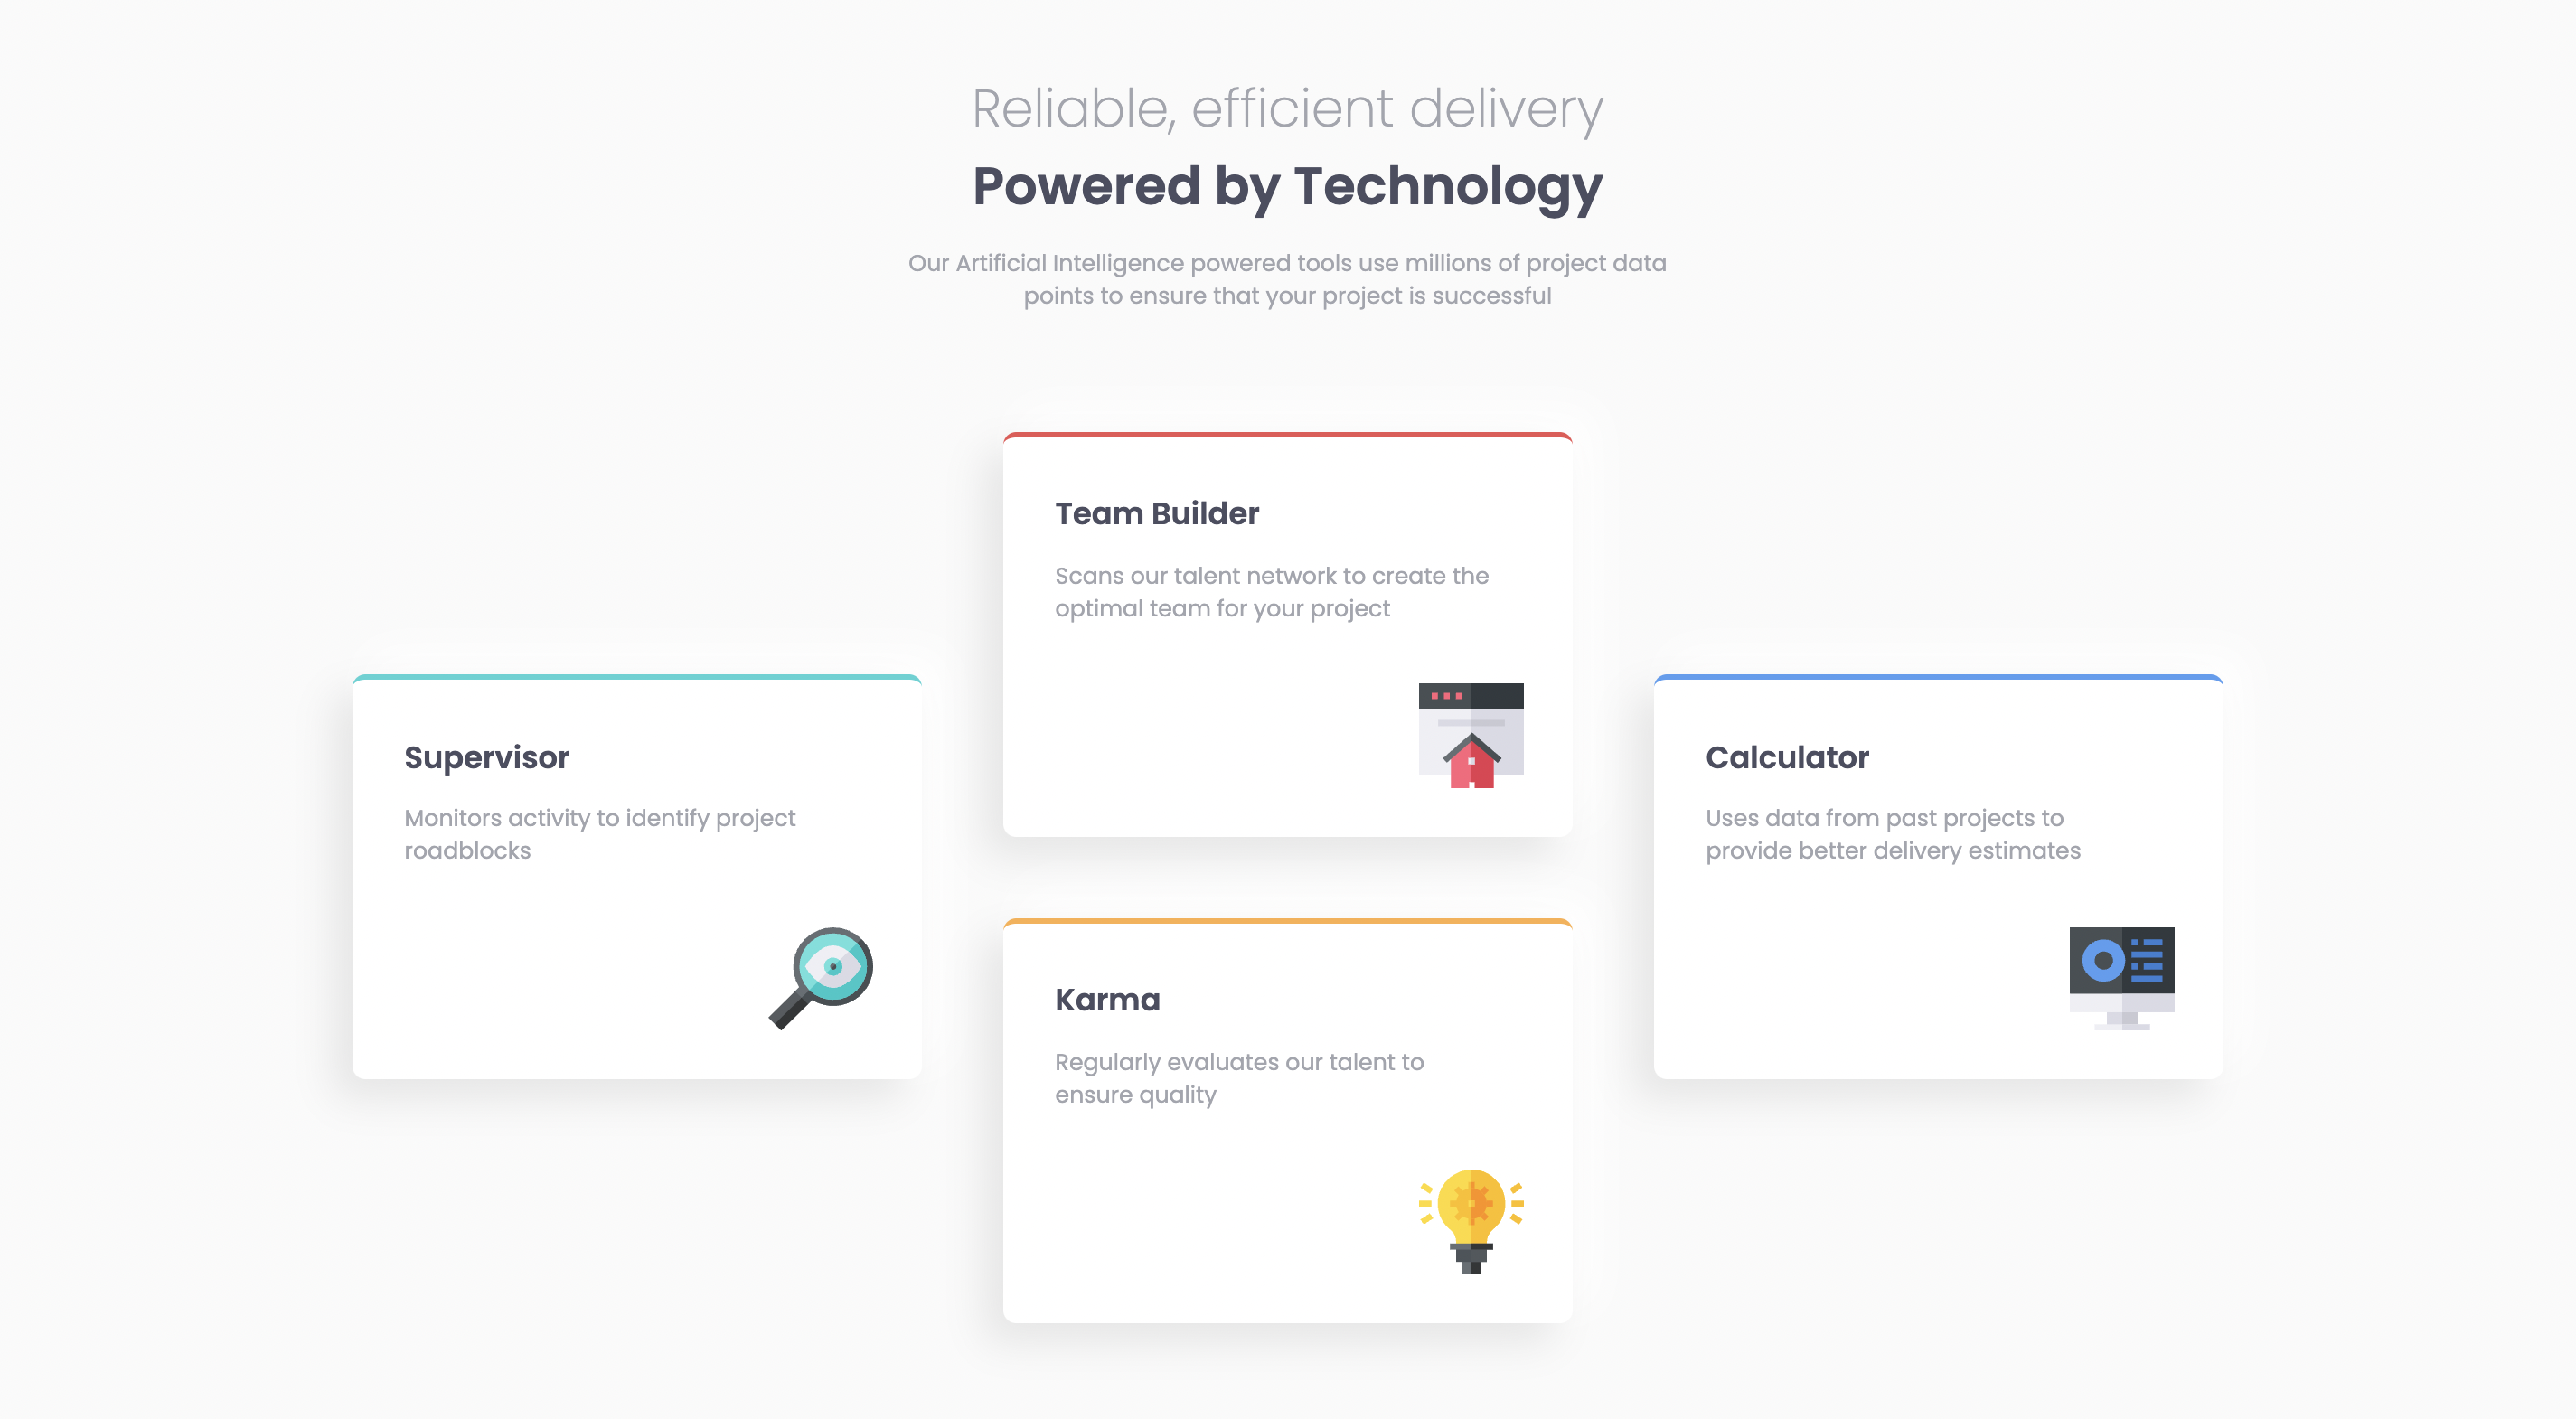 Reliable, efficient delivery
Powered by Technology
Our Artificial Intelligence powered tools use millions of project data
points to ensure that your project is successful
Supervisor
Monitors activity to identify project
roadblocks
Team Builder
Scans our talent network to create the
optimal team for your project
Karma
Regularly evaluates our talent to
ensure quality
Calculator
Uses data from past projects to
provide better delivery estimates